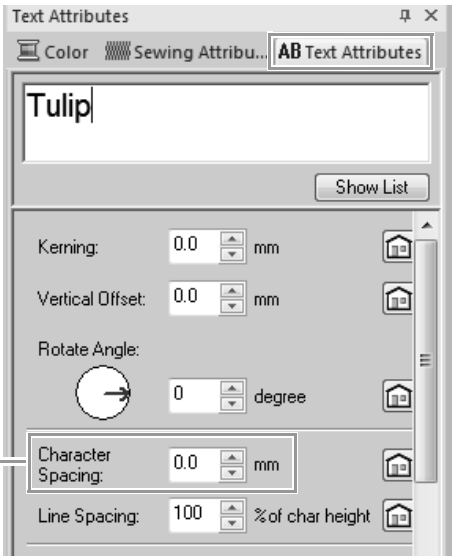 Text Attributes
Color Sewing Attribu... AB Text Attributes
Tulip
Show List
Kerning: 0.0 mm
Vertical Offset: 0.0 mm
Rotate Angle:
0 degree
Character
Spacing: 0.0 mm
Line Spacing: 100 % of char height